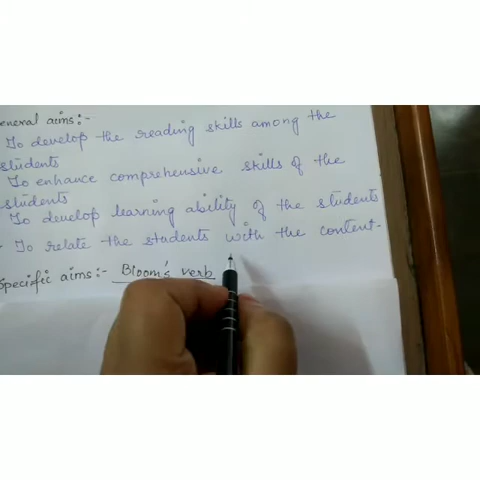 eneral aims:-
To develop the reading skills among the
students
To enhance comprehensive skills of the
students
To develop learning ability of the students
- To relate the students with the content-
Specific aims:- Bloom's verb